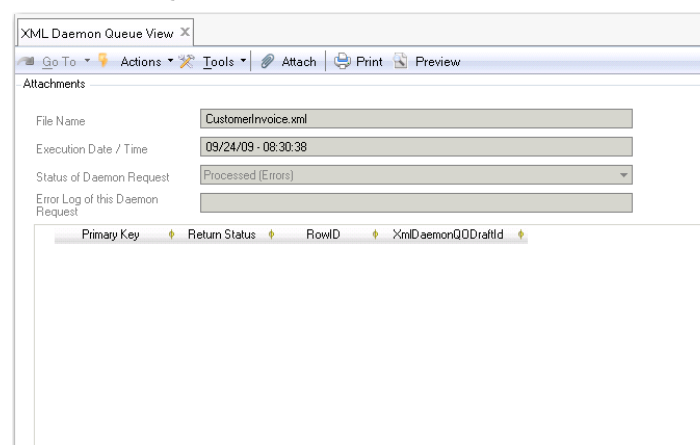 XML Daemon Queue View X
Go To Actions Tools Attach Print Preview
Attachments
File Name CustomerInvoice.xml
Execution Date / Time 09/24/09 - 08:30:38
Status of Daemon Request Processed (Errors)
Error Log of this Daemon
Request
Primary Key Return Status RowID XmlDaemonQODraftId